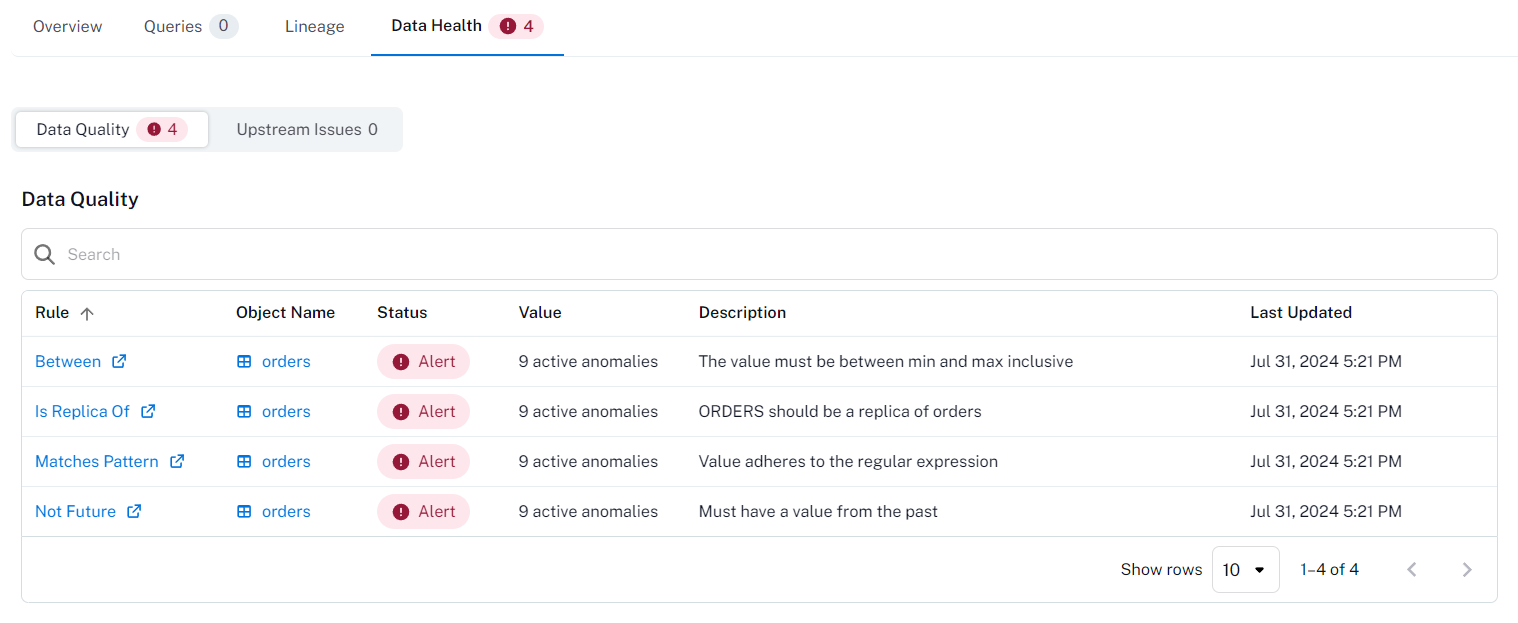 Overview Queries 0 Lineage Data Health 4
Data Quality 4 Upstream Issues 0
Data Quality
Search
Rule Object Name Status Value Description Last Updated
Between orders Alert 9 active anomalies The value must be between min and max inclusive Jul 31, 2024 5:21 PM
Is Replica Of orders Alert 9 active anomalies ORDERS should be a replica of orders Jul 31, 2024 5:21 PM
Matches Pattern orders Alert 9 active anomalies Value adheres to the regular expression Jul 31, 2024 5:21 PM
Not Future orders Alert 9 active anomalies Must have a value from the past Jul 31, 2024 5:21 PM
Show rows 10 1–4 of 4